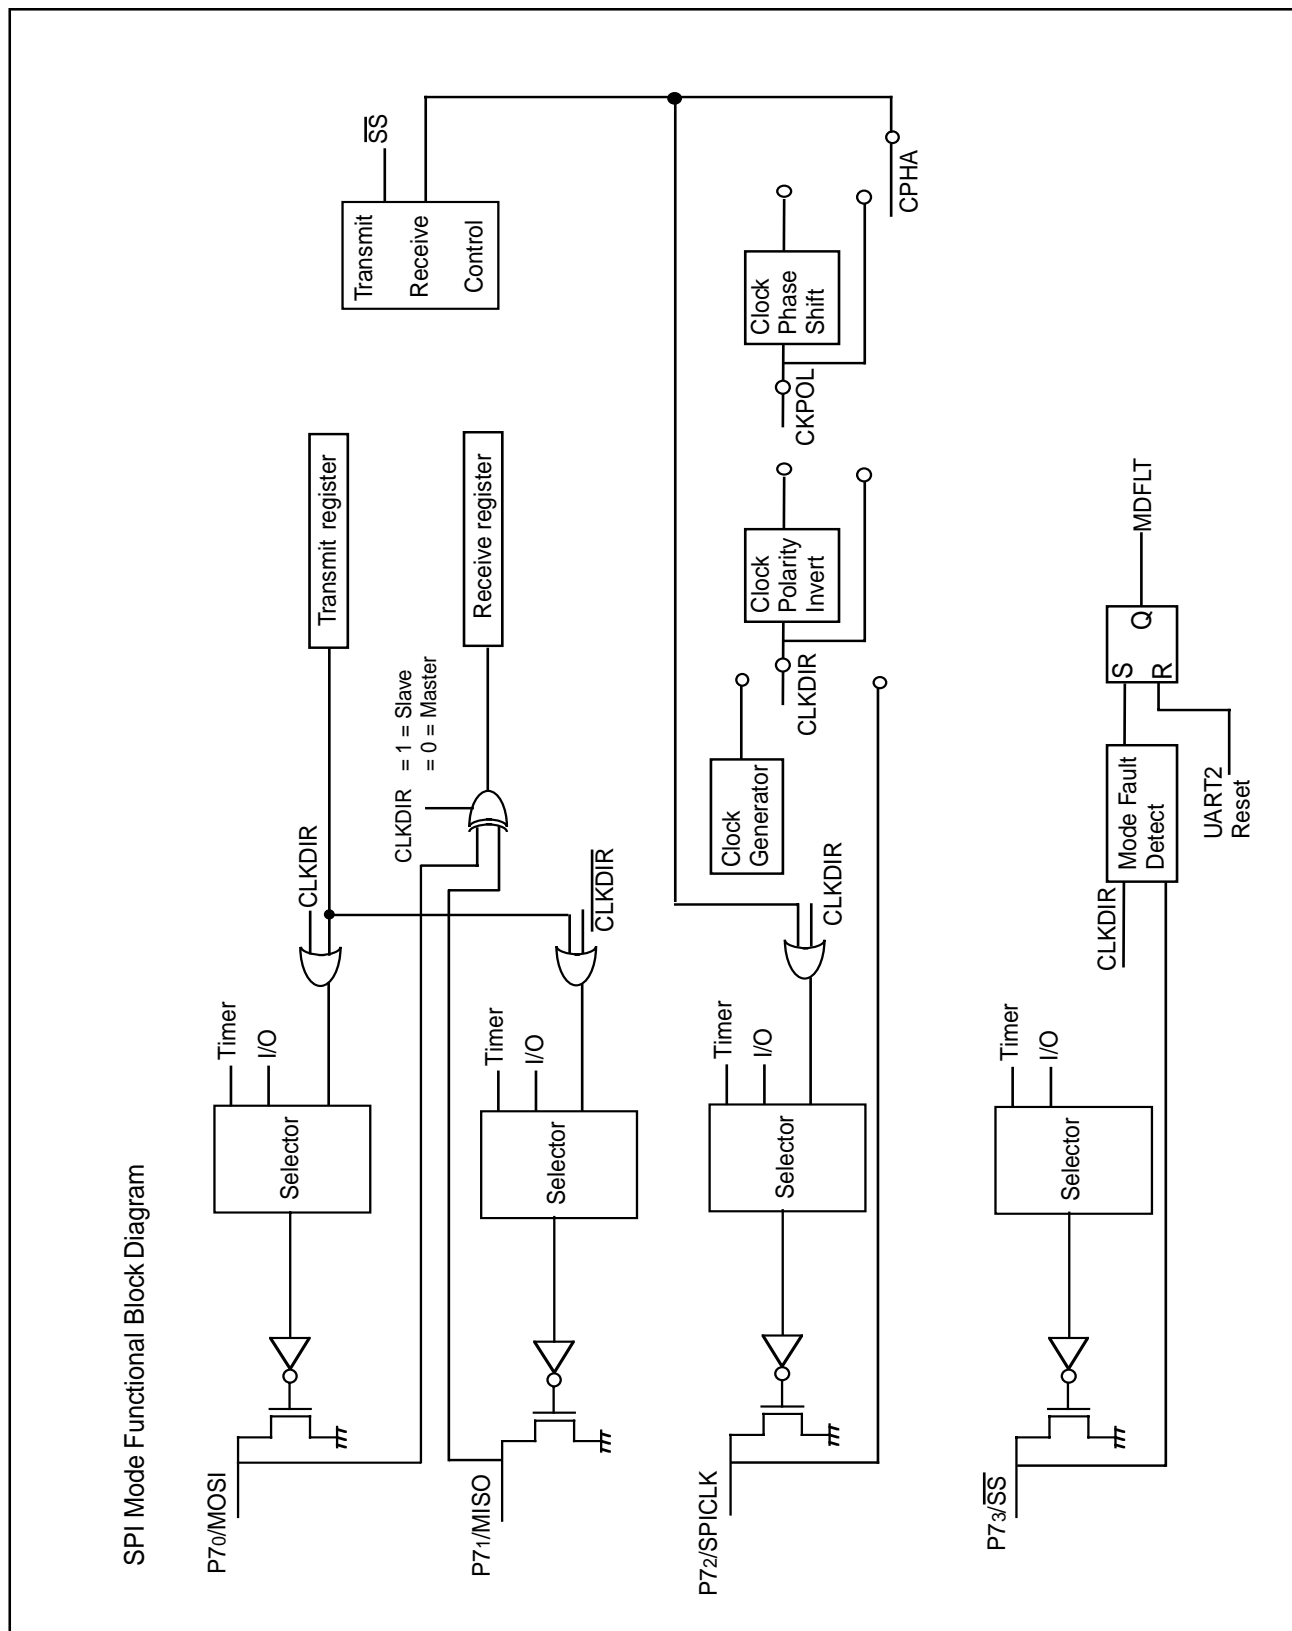 SPI Mode Functional Block Diagram
P70/MOSI
Selector
Timer
I/O
CLKDIR
Transmit register
Transmit
Receive
Control
SS
CLKDIR = 1 = Slave
= 0 = Master
Receive register
P71/MISO
Selector
Timer
I/O
CLKDIR
P72/SPICLK
Selector
Timer
I/O
CLKDIR
Clock
Generator
CLKDIR
Clock
Polarity
Invert
CKPOL
Clock
Phase
Shift
CPHA
P73/SS
Selector
Timer
I/O
CLKDIR
Mode Fault
Detect
UART2
Reset
S
R
Q
MDFLT